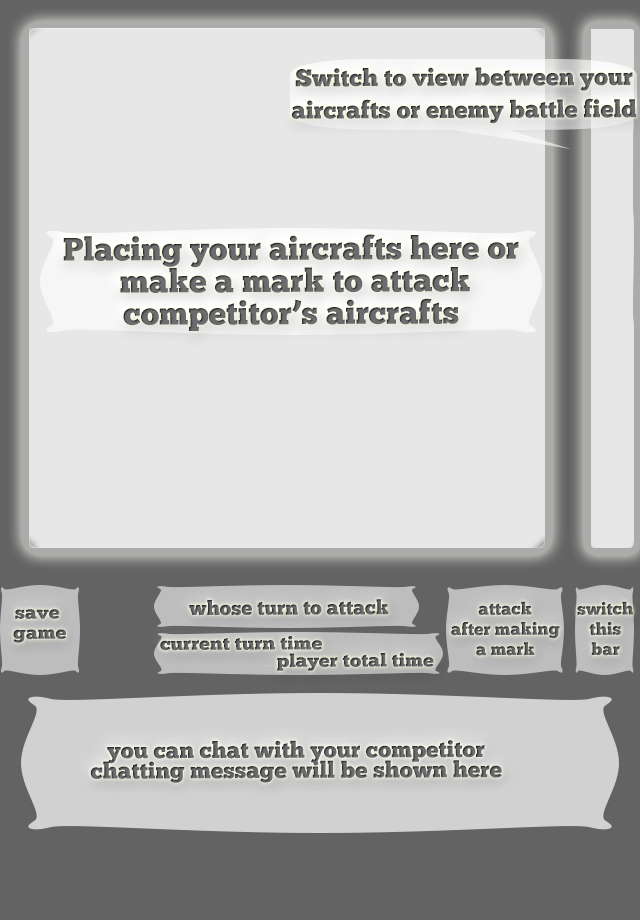 Switch to view between your
aircrafts or enemy battle field
Placing your aircrafts here or
make a mark to attack
competitor’s aircrafts
save
game
whose turn to attack
current turn time
player total time
attack
after making
a mark
switch
this
bar
you can chat with your competitor
chatting message will be shown here